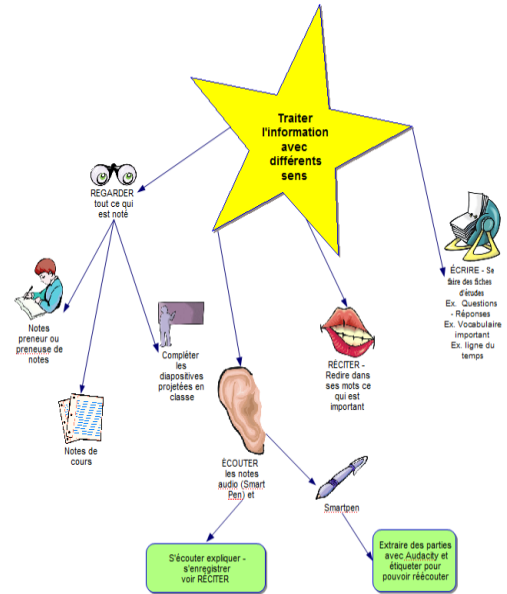 Traiter
l'information
avec
différents
sens
REGARDER
tout ce qui
est noté
Notes
preneur ou
preneuse de
notes
Notes de
cours
Compléter
les
diapositives
projetées en
classe
ÉCOUTER
les notes
audio (Smart
Pen) et
S'écouter expliquer -
s'enregistrer
voir RÉCITER
Smartpen
Extraire des parties
avec Audacity et
étiqueter pour
pouvoir réécouter
RÉCITER -
Redire dans
ses mots ce
qui est
important
ÉCRIRE - Se
faire des fiches
d'études
Ex. Questions
- Réponses
Ex. Vocabulaire
important
Ex. ligne du
temps